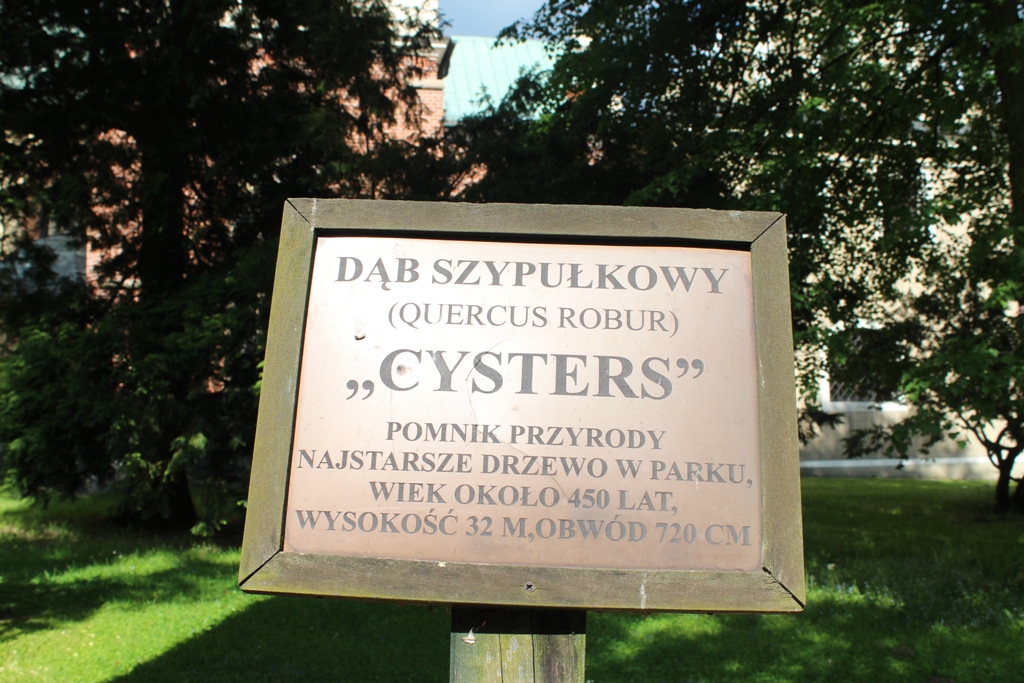 DĄB SZYPUŁKOWY
(QUERCUS ROBUR)
„CYSTERS”
POMNIK PRZYRODY
NAJSTARSZE DRZEWO W PARKU,
WIEK OKOŁO 450 LAT,
WYSOKOŚĆ 32 M,OBWÓD 720 CM